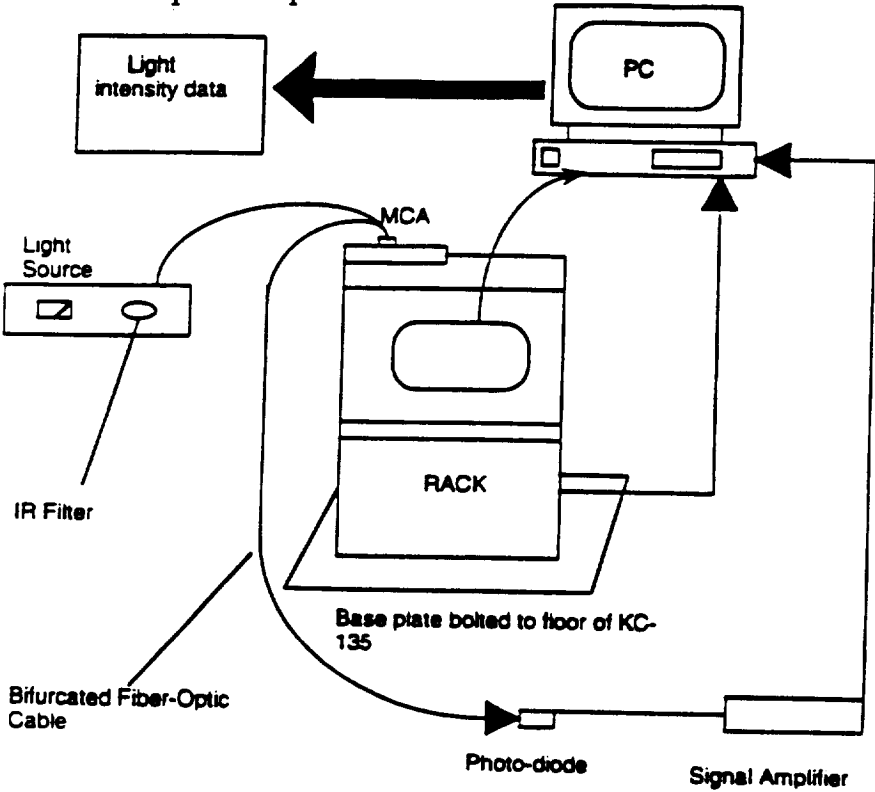 Light
intensity data
PC
MCA
Light
Source
RACK
IR Filter
Base plate bolted to floor of KC-
135
Bifurcated Fiber-Optic
Cable
Photo-diode
Signal Amplifier